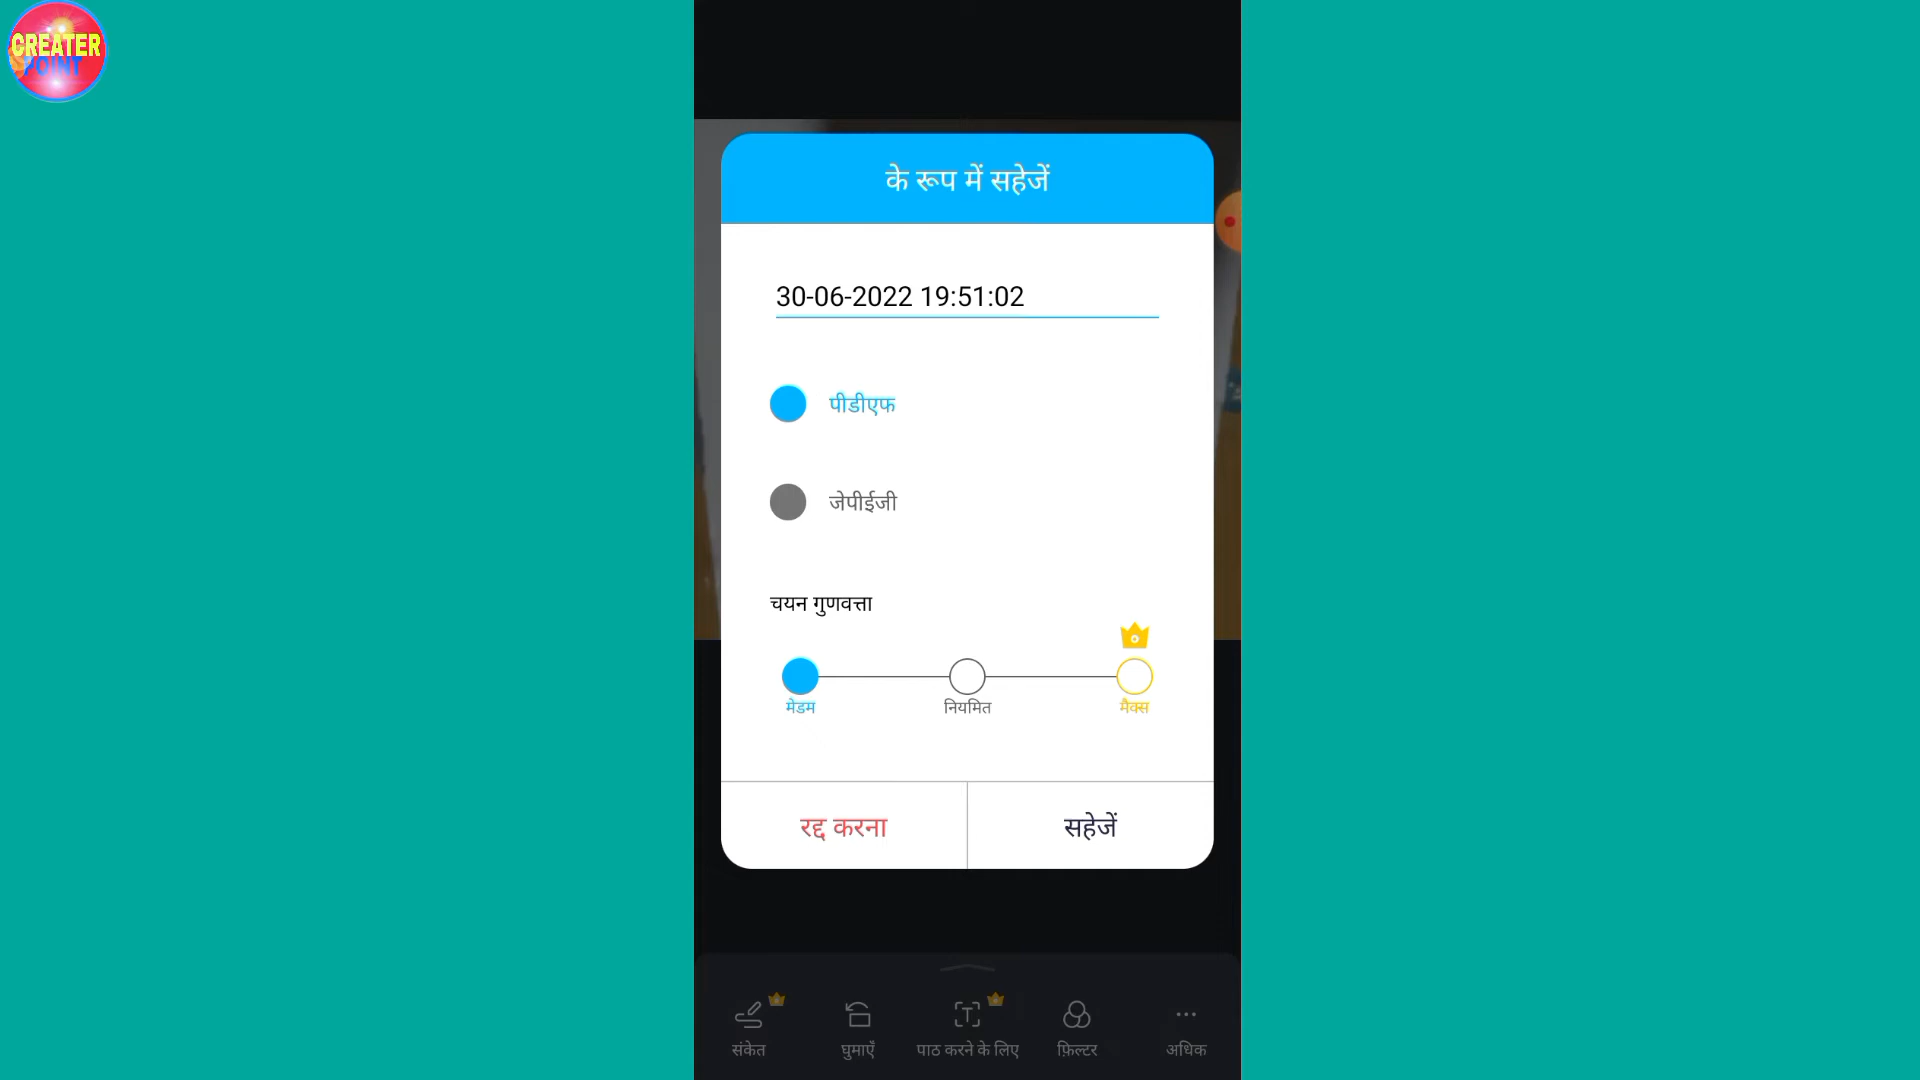 CREATER
POINT
के रूप में सहेजें
30-06-2022 19:51:02
पीडीएफ
जेपीईजी
चयन गुणवत्ता
मेडम नियमित मैक्स
रद्द करना सहेजें
संकेत घुमाएँ पाठ करने के लिए फ़िल्टर अधिक